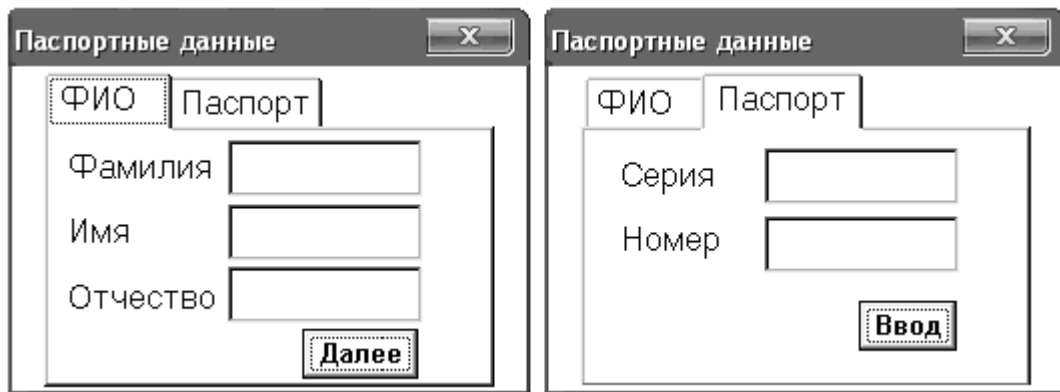 Паспортные данные
ФИО Паспорт
Фамилия
Имя
Отчество
Далее
Паспортные данные
ФИО Паспорт
Серия
Номер
Ввод